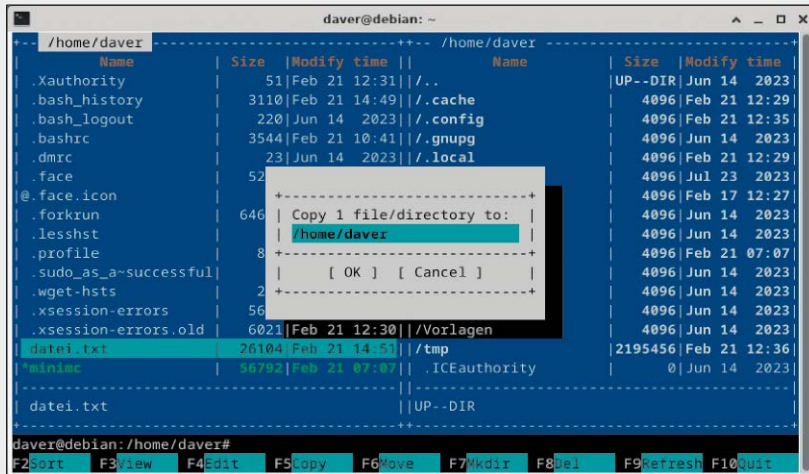 daver@debian: ~
/home/daver /home/daver
Name | Size |Modify time || Name | Size |Modify time |
.Xauthority | 51|Feb 21 12:31||/.. |UP--DIR|Jun 14 2023|
.bash_history | 3110|Feb 21 14:49||/.cache | 4096|Feb 21 12:29|
.bash_logout | 220|Jun 14 2023||/.config | 4096|Feb 21 12:35|
.bashrc | 3544|Feb 21 10:41||/.gnupg | 4096|Jun 14 2023|
.dmrc | 23|Jun 14 2023||/.local | 4096|Feb 21 12:29|
.face | 52 4096|Jul 23 2023|
@.face.icon | 4096|Feb 17 12:27|
.forkrun | 646 | Copy 1 file/directory to: | 4096|Jun 14 2023|
.lesshst | | /home/daver | 4096|Jun 14 2023|
.profile | 8 4096|Feb 21 07:07|
.sudo_as_a~successful| | [ OK ] [ Cancel ] | 4096|Jun 14 2023|
.wget-hsts | 2 4096|Jun 14 2023|
.xsession-errors | 56 4096|Jun 14 2023|
.xsession-errors.old | 6021|Feb 21 12:30||/Vorlagen | 4096|Jun 14 2023|
datei.txt | 26104|Feb 21 14:51||/tmp |2195456|Feb 21 12:36|
*minimc | 56792|Feb 21 07:07|| .ICEauthority | 0|Jun 14 2023|
datei.txt ||UP--DIR
daver@debian:/home/daver#
F2Sort F3View F4Edit F5Copy F6Move F7Mkdir F8Del F9Refresh F10Quit